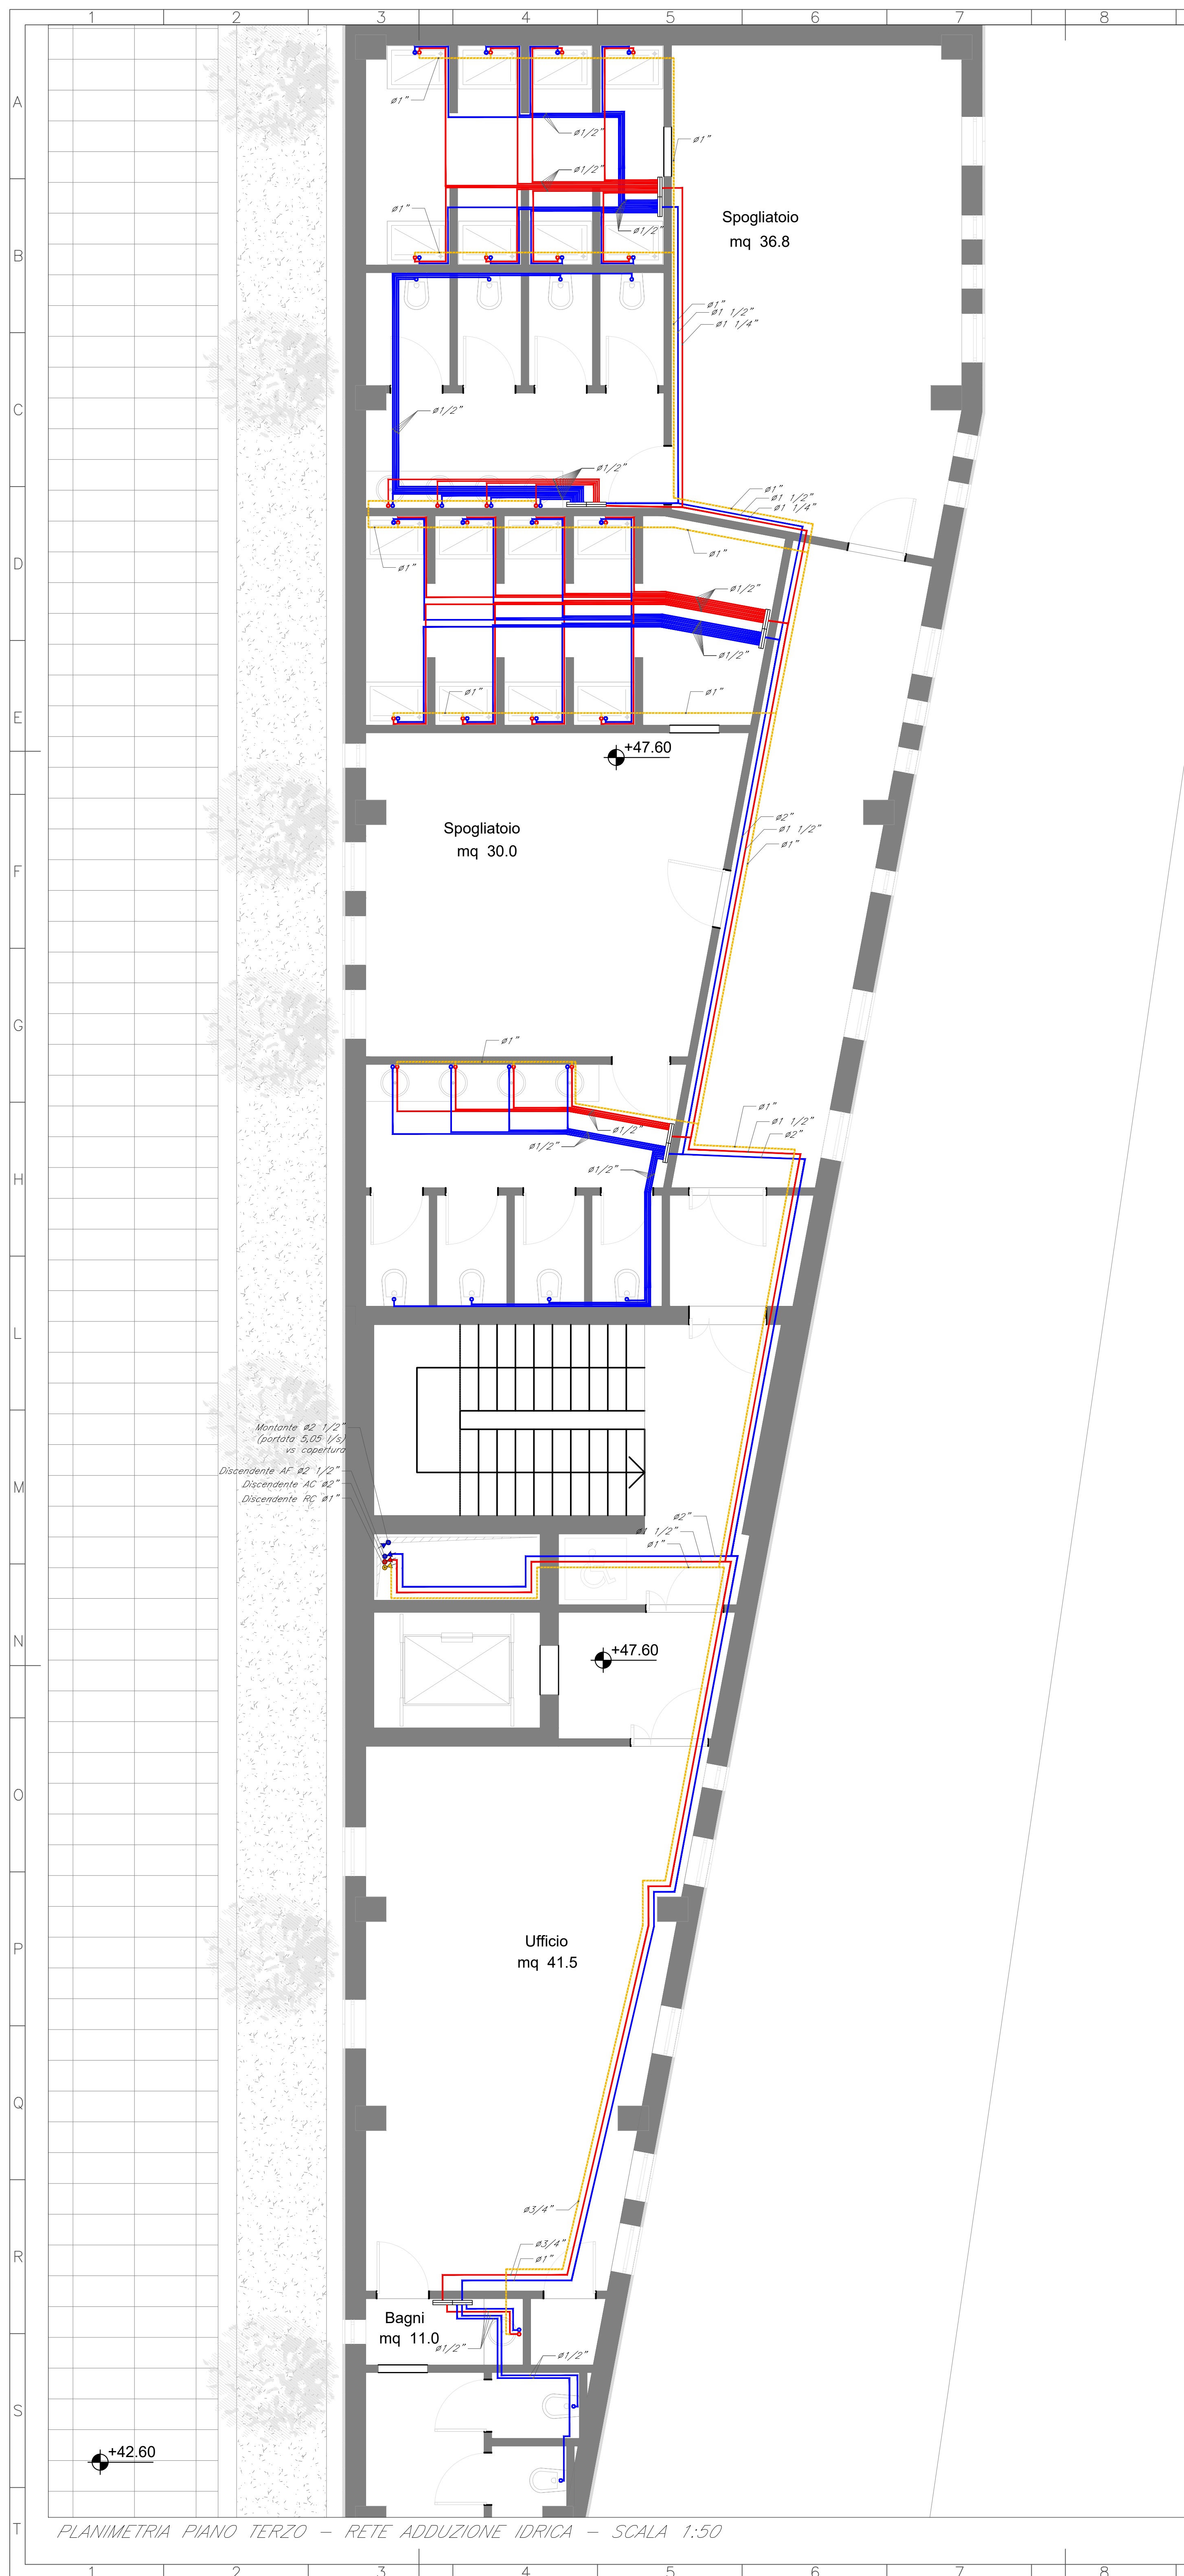 1 2 3 4 5 6 7 8
A
ø1"
ø1/2"
ø1"
ø1/2"
ø1"
Spogliatoio
mq 36.8
ø1/2"
B
ø1"
ø1 1/2"
ø1 1/4"
C
ø1/2"
ø1/2"
ø1"
ø1 1/2"
ø1 1/4"
D
ø1"
ø1"
ø1/2"
ø1/2"
E
ø1"
ø1"
+47.60
Spogliatoio
mq 30.0
ø2"
ø1 1/2"
ø1"
F
G
ø1"
ø1"
ø1 1/2"
ø2"
ø1/2"
ø1/2"
ø1/2"
H
L
Montante ø2 1/2"
(portata 5,05 l/s)
vs copertura
Discendente AF ø2 1/2"
Discendente AC ø2"
Discendente RC ø1"
M
ø2"
ø1 1/2"
ø1"
N
+47.60
O
Ufficio
mq 41.5
P
Q
ø3/4"
R
ø3/4"
ø1"
Bagni
mq 11.0
ø1/2"
ø1/2"
S
+42.60
T
PLANIMETRIA PIANO TERZO - RETE ADDUZIONE IDRICA - SCALA 1:50
1 2 3 4 5 6 7 8